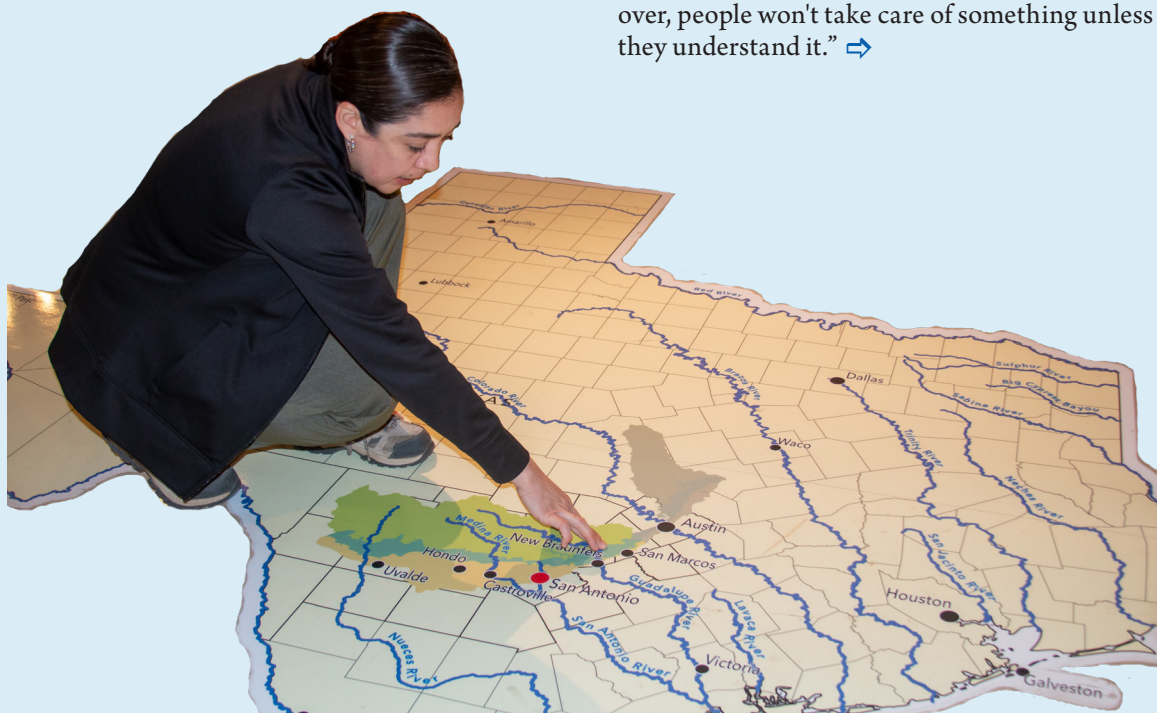 over, people won't take care of something unless
they understand it.” ⇨
Canadian River
Amarillo
Lubbock
Red River
Colorado River
Brazos River
Dallas
Sulphur River
Big Cypress Bayou
Sabine River
Waco
Trinity River
Neches River
Austin
Medina River
New Braunfels
San Marcos
Hondo
Uvalde
Castroville
San Antonio
Guadalupe River
San Jacinto River
Houston
Lavaca River
San Antonio River
Nueces River
Victoria
Galveston